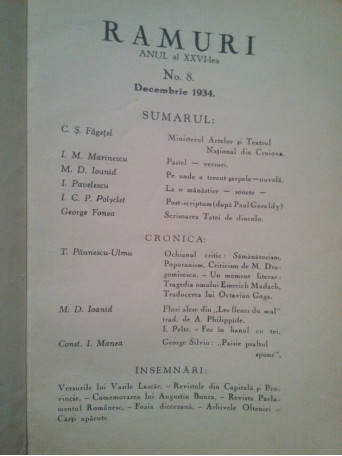 RAMURI
ANUL al XXVI-lea
No. 8.
Decembrie 1934.
SUMARUL:
C. Ș. Făgețel Ministerul Artelor și Teatrul Național din Craiova.
I. M. Marinescu Pastel — versuri.
M. D. Ioanid Pe unde a trecut șarpele—nuvelă.
I. Pavelescu La o mănăstire — sonete —
I. C. P. Polyclet Post-scriptum (după Paul Geraldy)
George Fonea Scrisoarea Tatei de dincolo.
CRONICA:
T. Păunescu-Ulmu Ochianul critic: Sămănătorism,
Poporanism, Criticism de M. Dra-
gomirescu. — Un moment literar:
Tragedia omului Emerich Madach,
Traducerea lui Octavian Goga.
M. D. Ioanid Flori alese din „Les fleurs du mal"
trad. de A. Philippide.
I. Peltz. - Foc în hanul cu tei.
Const. I. Manea George Silviu: „Paisie psaltul
spune".
INSEMNĂRI:
Versurile lui Vasile Lascăr, — Revistele din Capitală și Pro-
vincie, — Comemorarea lui Augustin Bunea, — Revista Parla-
mentul Românesc, — Foaia diecezană, — Arhivele Olteniei —
Cărți apărute.